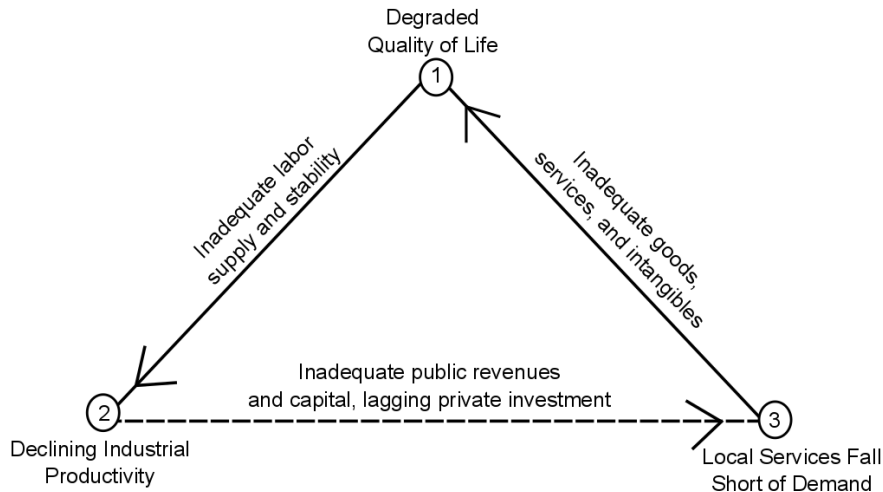 Degraded
Quality of Life
1
Inadequate labor
supply and stability
Inadequate goods,
services, and intangibles
Inadequate public revenues
and capital, lagging private investment
2
3
Declining Industrial
Productivity
Local Services Fall
Short of Demand